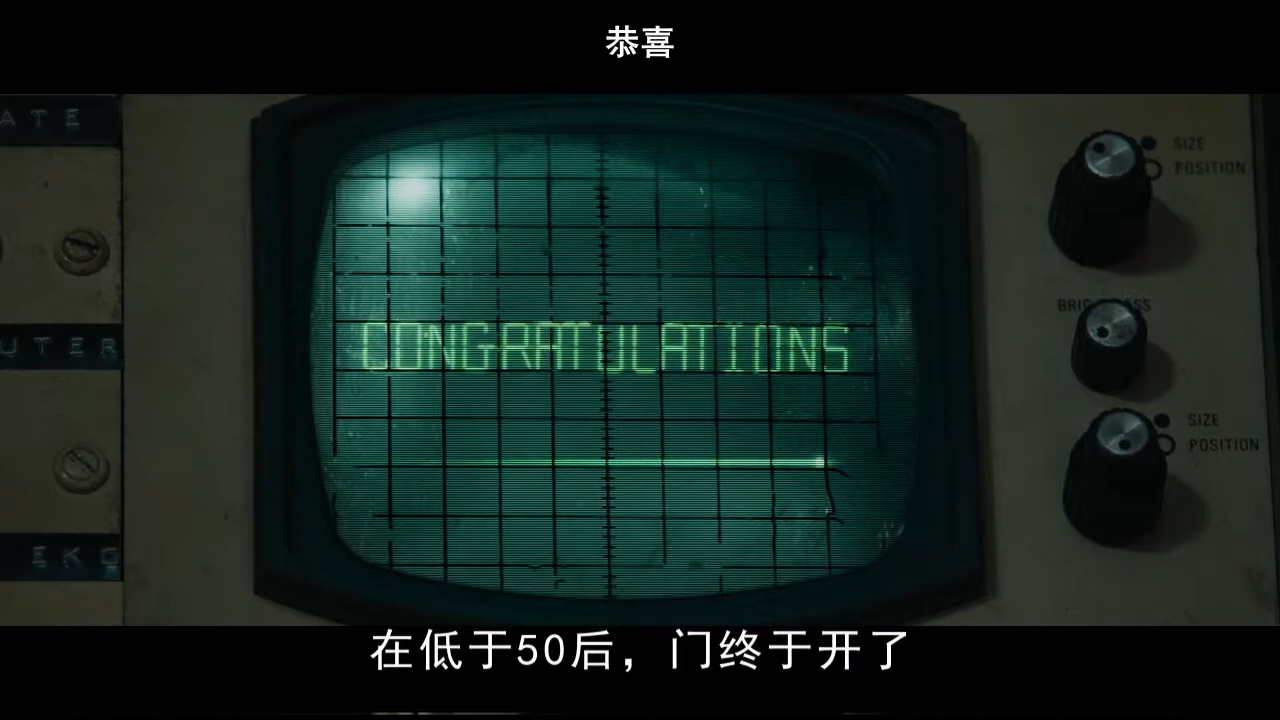 恭喜
ATE
SIZE
POSITION
BRIG
ESS
CONGRATULATIONS
UTER
SIZE
POSITION
EKG
在低于50后，门终于开了